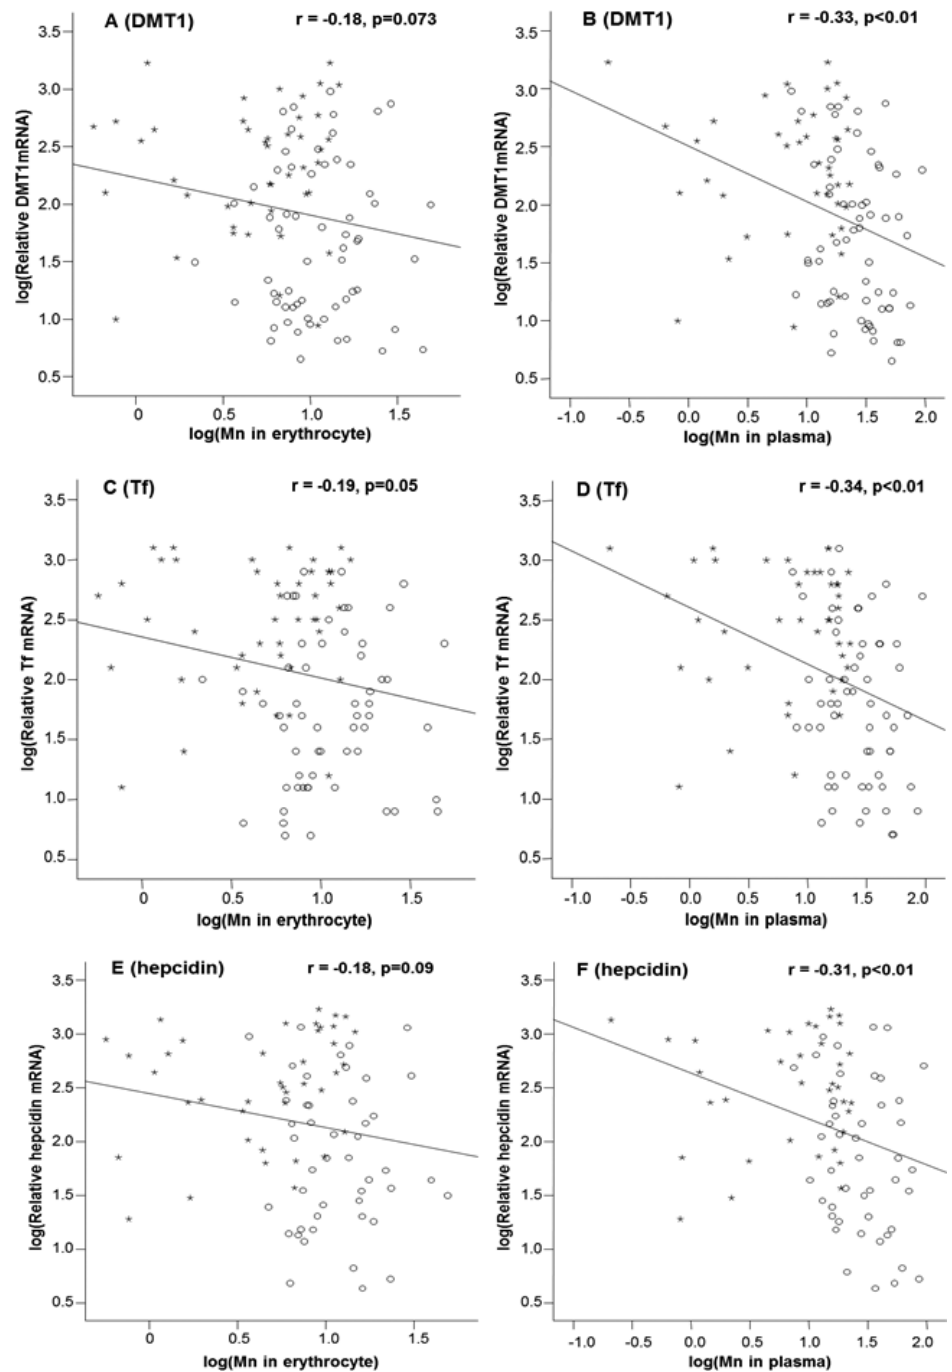 A (DMT1) r = -0.18, p=0.073
log(Relative DMT1mRNA)
3.5
3.0
2.5
2.0
1.5
1.0
0.5
0 0.5 1.0 1.5
log(Mn in erythrocyte)
B (DMT1) r = -0.33, p<0.01
log(Relative DMT1mRNA)
3.5
3.0
2.5
2.0
1.5
1.0
0.5
-1.0 -0.5 0.0 0.5 1.0 1.5 2.0
log(Mn in plasma)
C (Tf) r = -0.19, p=0.05
log(Relative Tf mRNA)
3.5
3.0
2.5
2.0
1.0
0.5
0 0.5 1.0 1.5
log(Mn in erythrocyte)
D (Tf) r = -0.34, p<0.01
log(Relative Tf mRNA)
3.5
3.0
2.5
2.0
1.5
1.0
0.5
-1.0 -0.5 0.0 0.5 1.0 1.5 2.0
log(Mn in plasma)
E (hepcidin) r = -0.18, p=0.09
log(Relative hepcidin mRNA)
3.5
3.0
2.5
2.0
1.5
1.0
0.5
0 0.5 1.0 1.5
log(Mn in erythrocyte)
F (hepcidin) r = -0.31, p<0.01
log(Relative hepcidin mRNA)
3.5
3.0
2.5
2.0
1.5
1.0
0.5
-1.0 -0.5 0.0 0.5 1.0 1.5 2.0
log(Mn in plasma)